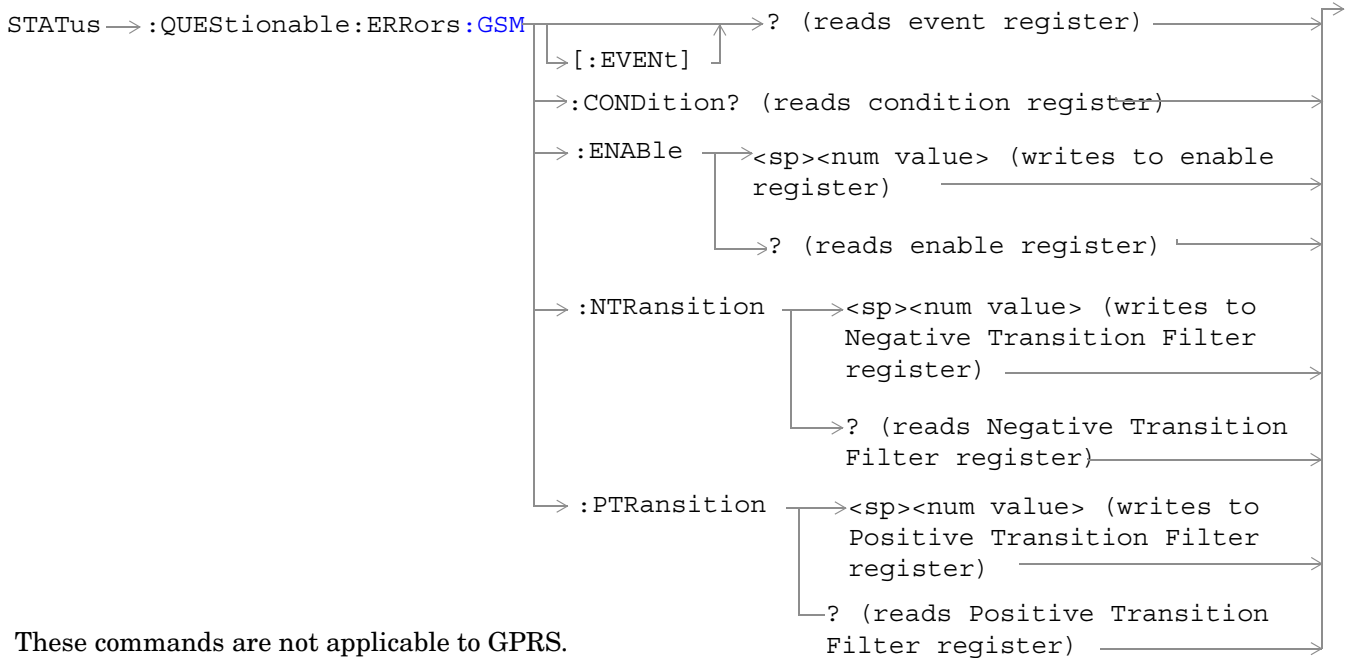 STATus :QUEStionable:ERRors:GSM ? (reads event register)
[:EVENt]
:CONDition? (reads condition register)
:ENABle <sp><num value> (writes to enable
register)
? (reads enable register)
:NTRansition <sp><num value> (writes to
Negative Transition Filter
register)
? (reads Negative Transition
Filter register)
:PTRansition <sp><num value> (writes to
Positive Transition Filter
register)
? (reads Positive Transition
Filter register)
These commands are not applicable to GPRS.